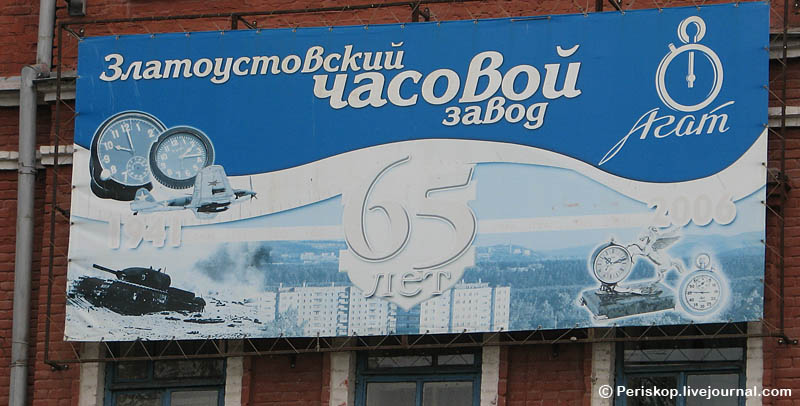 Златоустовский
часовой
завод
Агат
1941
65
лет
2006
© Periskop.livejournal.com